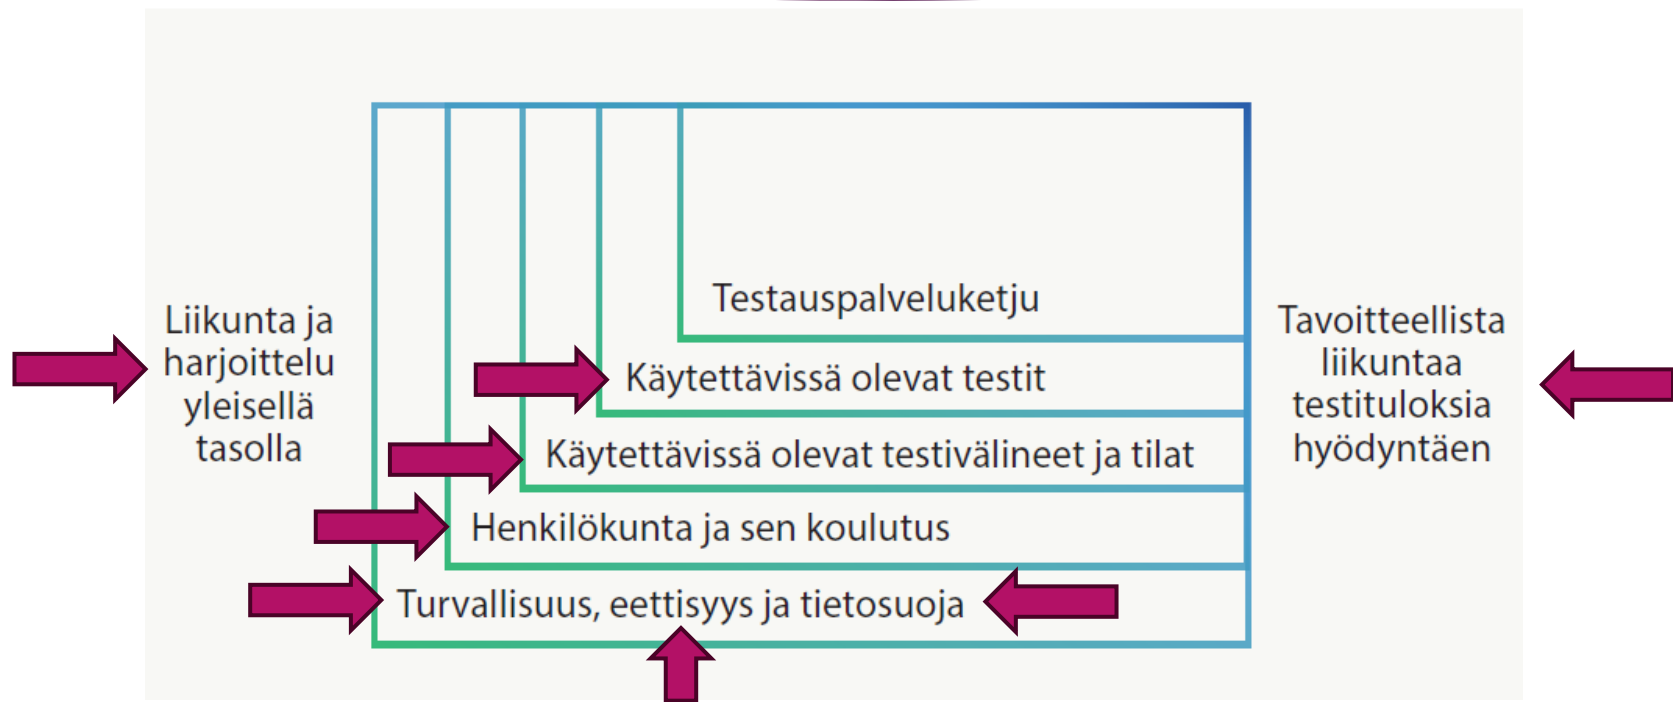 Liikunta ja
harjoittelu
yleisellä
tasolla
Testauspalveluketju
Käytettävissä olevat testit
Käytettävissä olevat testivälineet ja tilat
Henkilökunta ja sen koulutus
Turvallisuus, eettisyys ja tietosuoja
Tavoitteellista
liikuntaa
testituloksia
hyödyntäen